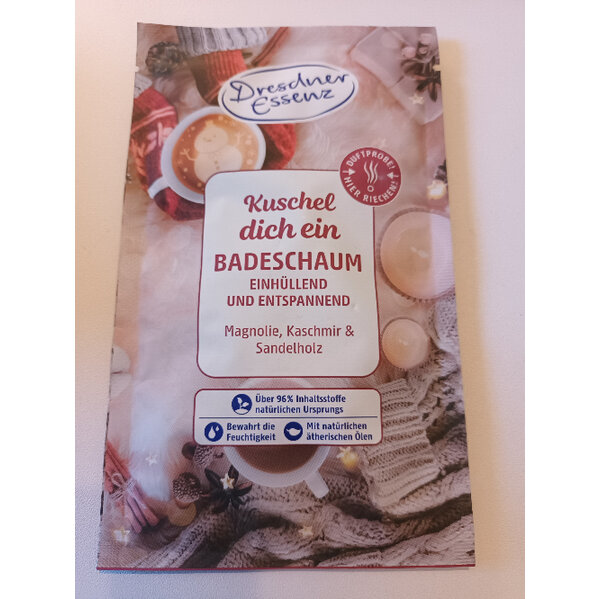 Dresdner
Essenz
DUFTPROBE!
HIER RIECHEN!
Kuschel
dich ein
BADESCHAUM
EINHÜLLEND
UND ENTSPANNEND
Magnolie, Kaschmir &
Sandelholz
Über 96% Inhaltsstoffe
natürlichen Ursprungs
Bewahrt die
Feuchtigkeit
Mit natürlichen
ätherischen Ölen